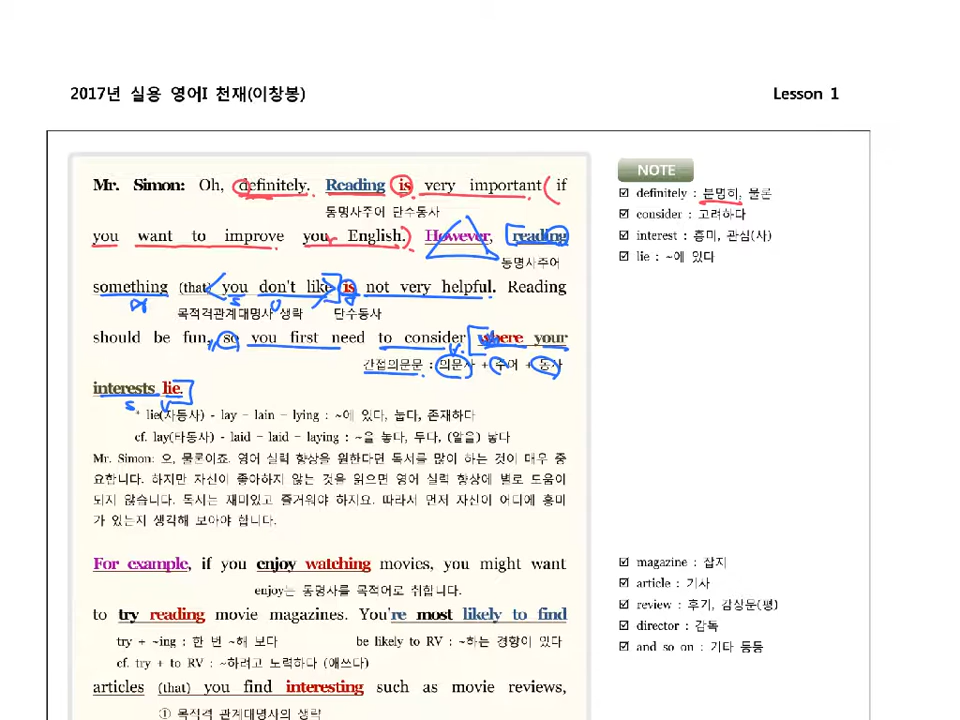 2017년 실용 영어I 천재(이창봉)
Lesson 1
Mr. Simon: Oh, definitely. Reading is very important (if
동명사주어 단수동사
you want to improve your English.) However, reading
동명사주어
something (that) you don't like is not very helpful. Reading
목적격관계대명사 생략 단수동사
should be fun, so you first need to consider where your
간접의문문 : 의문사 + 주어 + 동사
interests lie.
S V
* lie(자동사) - lay - lain - lying : ~에 있다, 눕다, 존재하다
cf. lay(타동사) - laid - laid - laying : ~을 놓다, 두다, (알을) 낳다
Mr. Simon: 오, 물론이죠. 영어 실력 향상을 원한다면 독서를 많이 하는 것이 매우 중
요합니다. 하지만 자신이 좋아하지 않는 것을 읽으면 영어 실력 향상에 별로 도움이
되지 않습니다. 독서는 재미있고 즐거워야 하지요. 따라서 먼저 자신이 어디에 흥미
가 있는지 생각해 보아야 합니다.
For example, if you enjoy watching movies, you might want
enjoy는 동명사를 목적어로 취합니다.
to try reading movie magazines. You're most likely to find
try + ~ing : 한 번 ~해 보다 be likely to RV : ~하는 경향이 있다
cf. try + to RV : ~하려고 노력하다 (애쓰다)
articles (that) you find interesting such as movie reviews,
① 목적격 관계대명사의 생략
NOTE
☑ definitely : 분명히, 물론
☑ consider : 고려하다
☑ interest : 흥미, 관심(사)
☑ lie : ~에 있다
☑ magazine : 잡지
☑ article : 기사
☑ review : 후기, 감상문(평)
☑ director : 감독
☑ and so on : 기타 등등